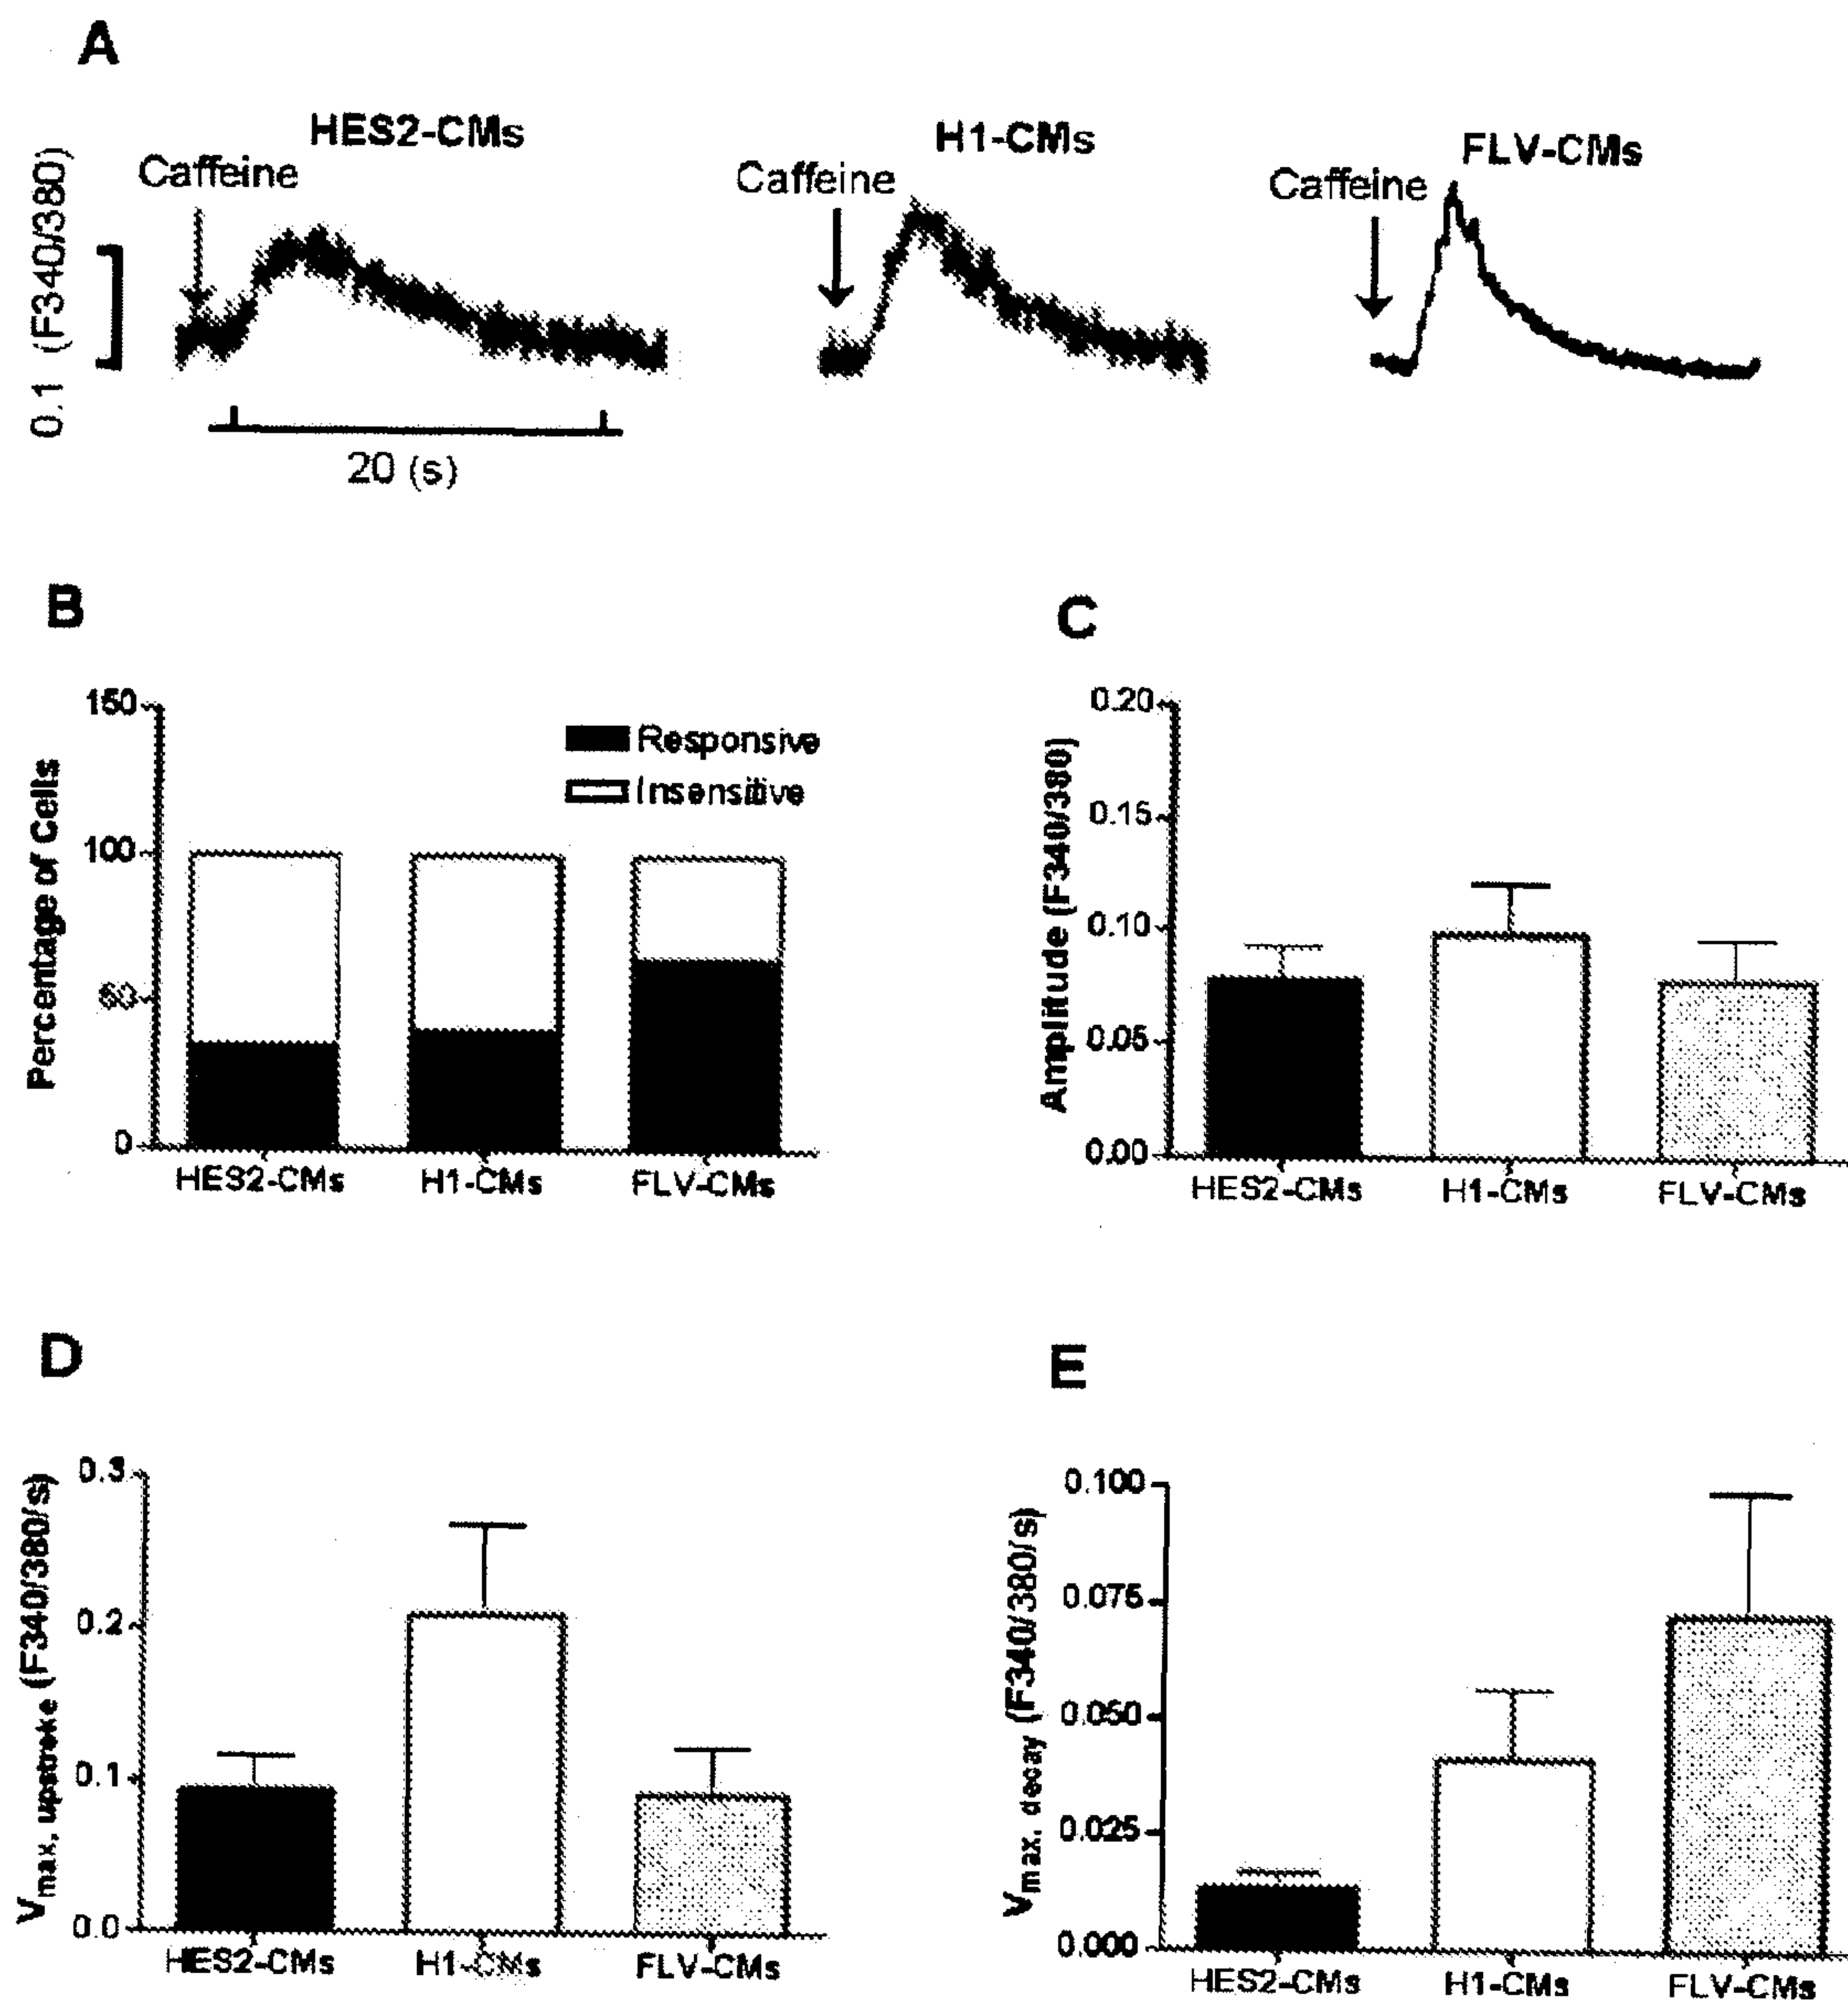 A
HES2-CMs
H1-CMs
FLV-CMs
Caffeine
Caffeine
Caffeine
0.1 (F340/380)
20 (s)
B
150
100
50
0
Percentage of Cells
Responsive
Insensitive
HES2-CMs
H1-CMs
FLV-CMs
C
0.20
0.15
0.10
0.05
0.00
Amplitude (F340/380)
HES2-CMs
H1-CMs
FLV-CMs
D
0.3
0.2
0.1
0.0
Vmax, upstroke (F340/380/s)
HES2-CMs
H1-CMs
FLV-CMs
E
0.100
0.075
0.050
0.025
0.000
Vmax. decay (F340/380/s)
HES2-CMs
H1-CMs
FLV-CMs